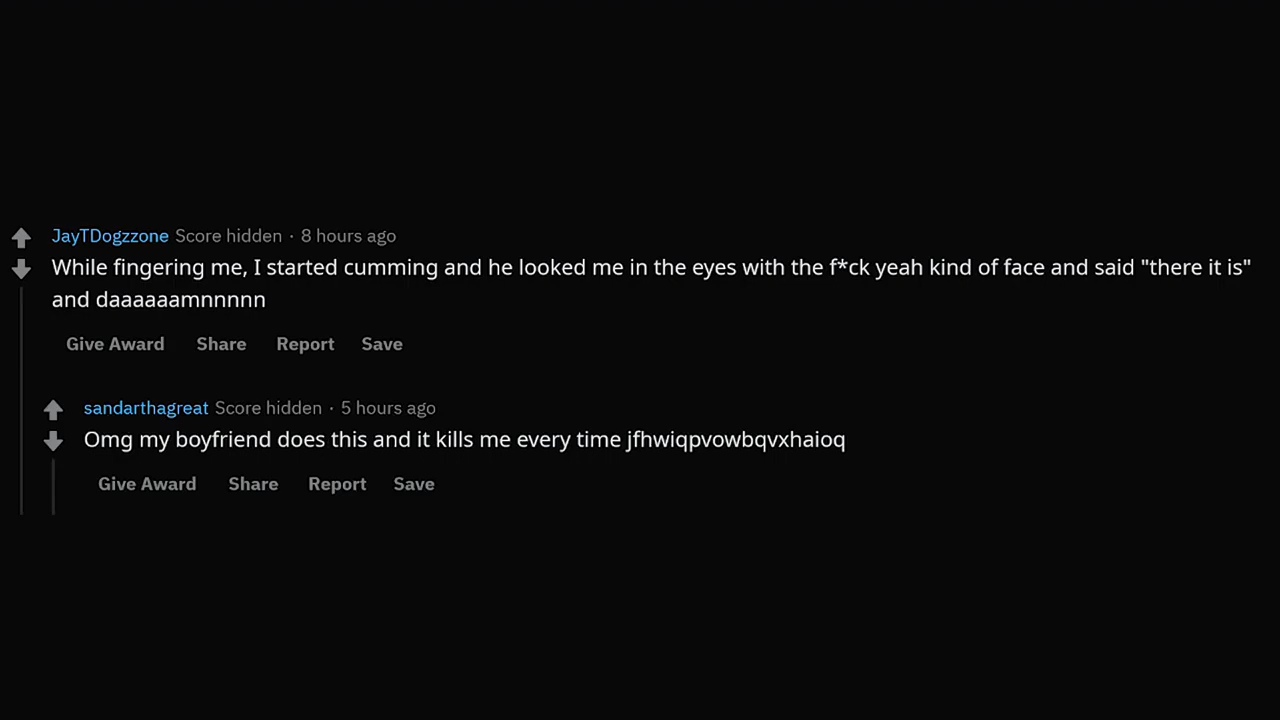 JayTDogzzone Score hidden · 8 hours ago
While fingering me, I started cumming and he looked me in the eyes with the f*ck yeah kind of face and said "there it is"
and daaaaaamnnnnn
Give Award Share Report Save
sandarthagreat Score hidden · 5 hours ago
Omg my boyfriend does this and it kills me every time jfhwiqpvowbqvxhaioq
Give Award Share Report Save